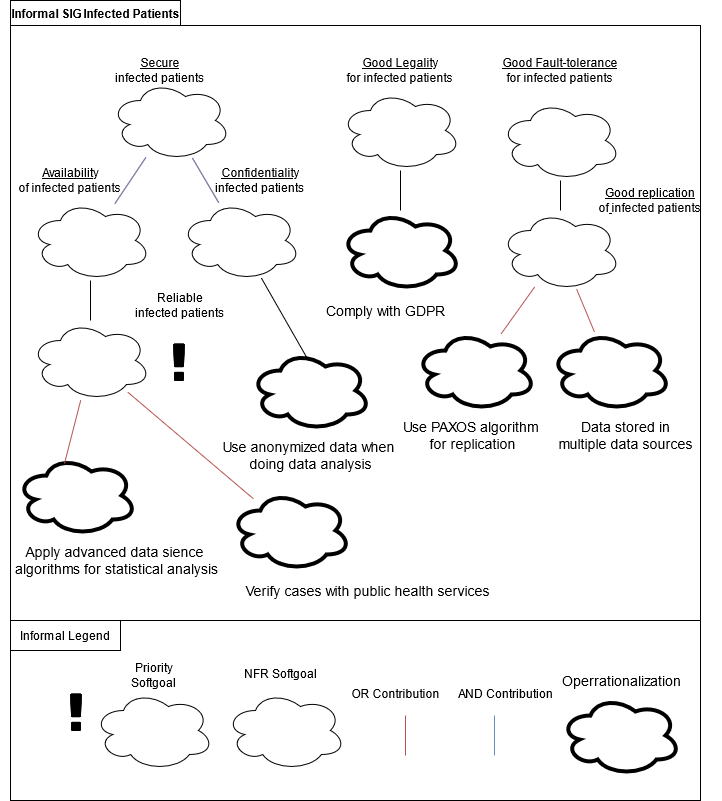 Informal SIG Infected Patients
Secure
infected patients
Good Legality
for infected patients
Good Fault-tolerance
for infected patients
Availability
of infected patients
Confidentiality
infected patients
Good replication
of infected patients
Reliable
infected patients
!
Comply with GDPR
Use anonymized data when
doing data analysis
Use PAXOS algorithm
for replication
Data stored in
multiple data sources
Apply advanced data sience
algorithms for statistical analysis
Verify cases with public health services
Informal Legend
!
Priority
Softgoal
NFR Softgoal
OR Contribution
AND Contribution
Operrationalization